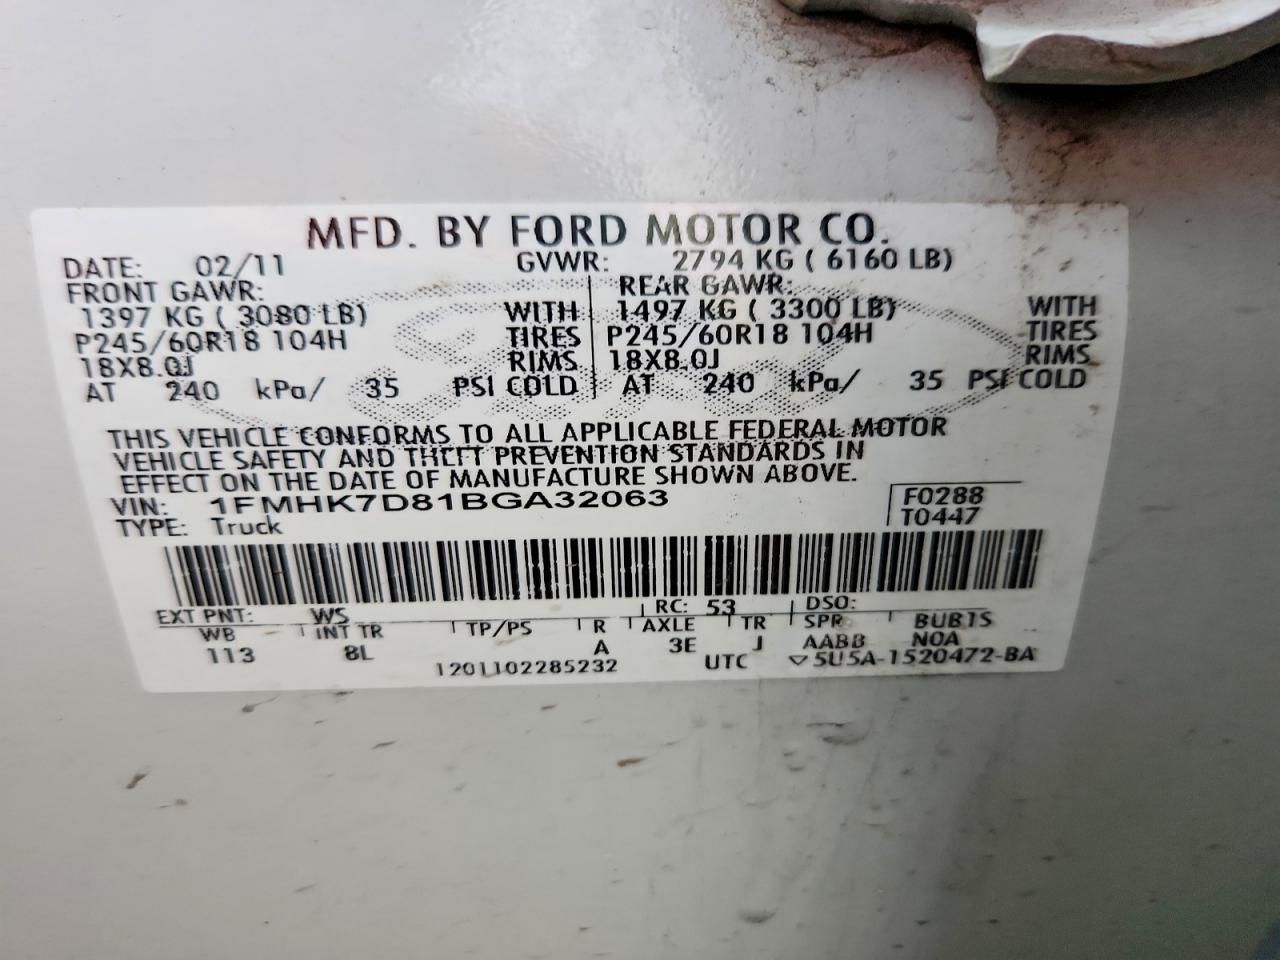 MFD. BY FORD MOTOR CO.
DATE: 02/11 GVWR: 2794 KG ( 6160 LB)
FRONT GAWR: REAR GAWR:
1397 KG ( 3080 LB) WITH 1497 KG ( 3300 LB) WITH
P245/60R18 104H TIRES P245/60R18 104H TIRES
18X8.0J RIMS 18X8.0J RIMS
AT 240 kPa/ 35 PSI COLD AT 240 kPa/ 35 PSI COLD
THIS VEHICLE CONFORMS TO ALL APPLICABLE FEDERAL MOTOR
VEHICLE SAFETY AND THEFT PREVENTION STANDARDS IN
EFFECT ON THE DATE OF MANUFACTURE SHOWN ABOVE.
VIN: 1FMHK7D81BGA32063 F0288
TYPE: Truck T0447
EXT PNT: WS RC: 53 DSO:
WB INT TR TP/PS R AXLE TR SPR BUB1S
113 8L A 3E J AABB N0A
1201102285232 UTC ▽5U5A-1520472-BA